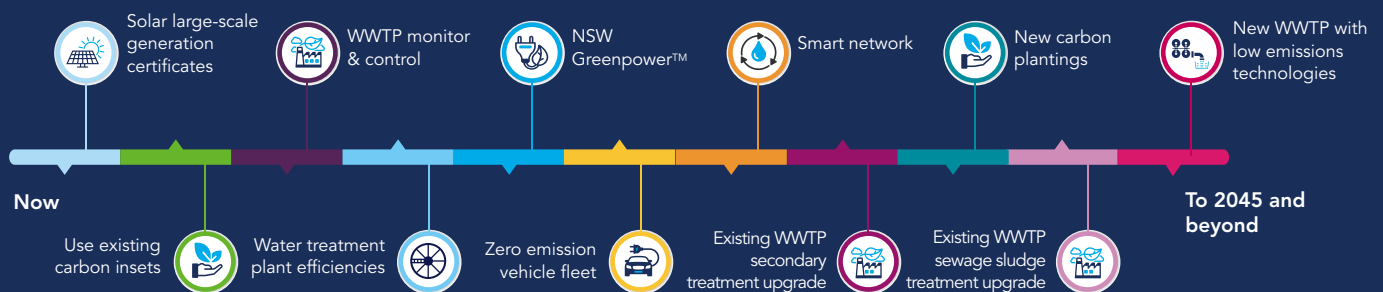 Solar large-scale
generation
certificates
WWTP monitor
& control
NSW
Greenpower™
Smart network
New carbon
plantings
New WWTP with
low emissions
technologies
Now
To 2045 and
beyond
Use existing
carbon insets
Water treatment
plant efficiencies
Zero emission
vehicle fleet
Existing WWTP
secondary
treatment upgrade
Existing WWTP
sewage sludge
treatment upgrade